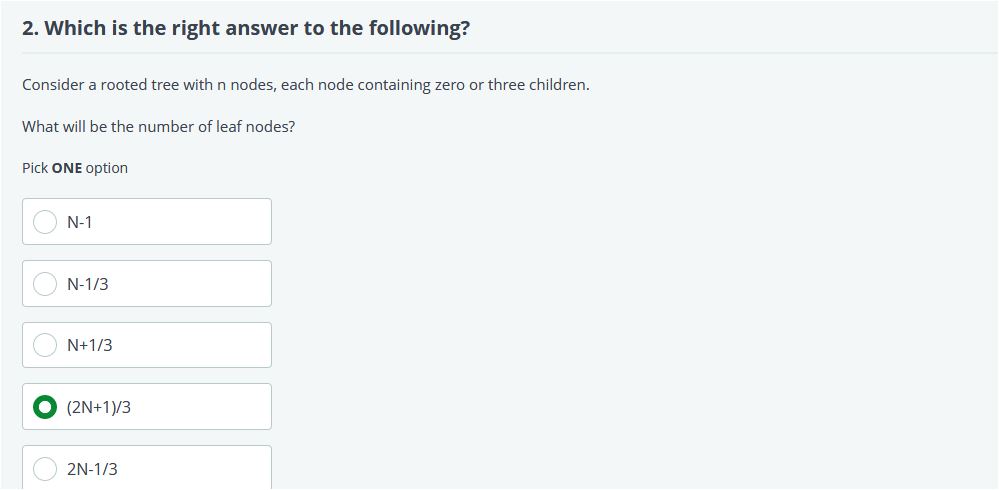 2. Which is the right answer to the following?
Consider a rooted tree with n nodes, each node containing zero or three children.
What will be the number of leaf nodes?
Pick ONE option
N-1
N-1/3
N+1/3
(2N+1)/3
2N-1/3